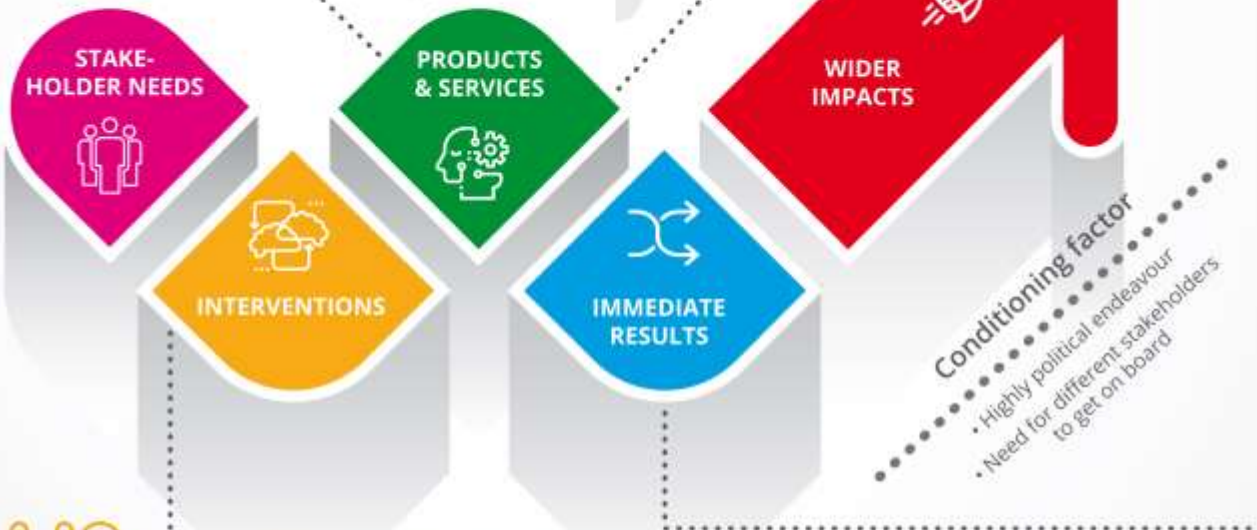 STAKE-
HOLDER NEEDS
INTERVENTIONS
PRODUCTS
& SERVICES
IMMEDIATE
RESULTS
WIDER
IMPACTS
Conditioning factor
• Highly political endeavour
• Need for different stakeholders
to get on board